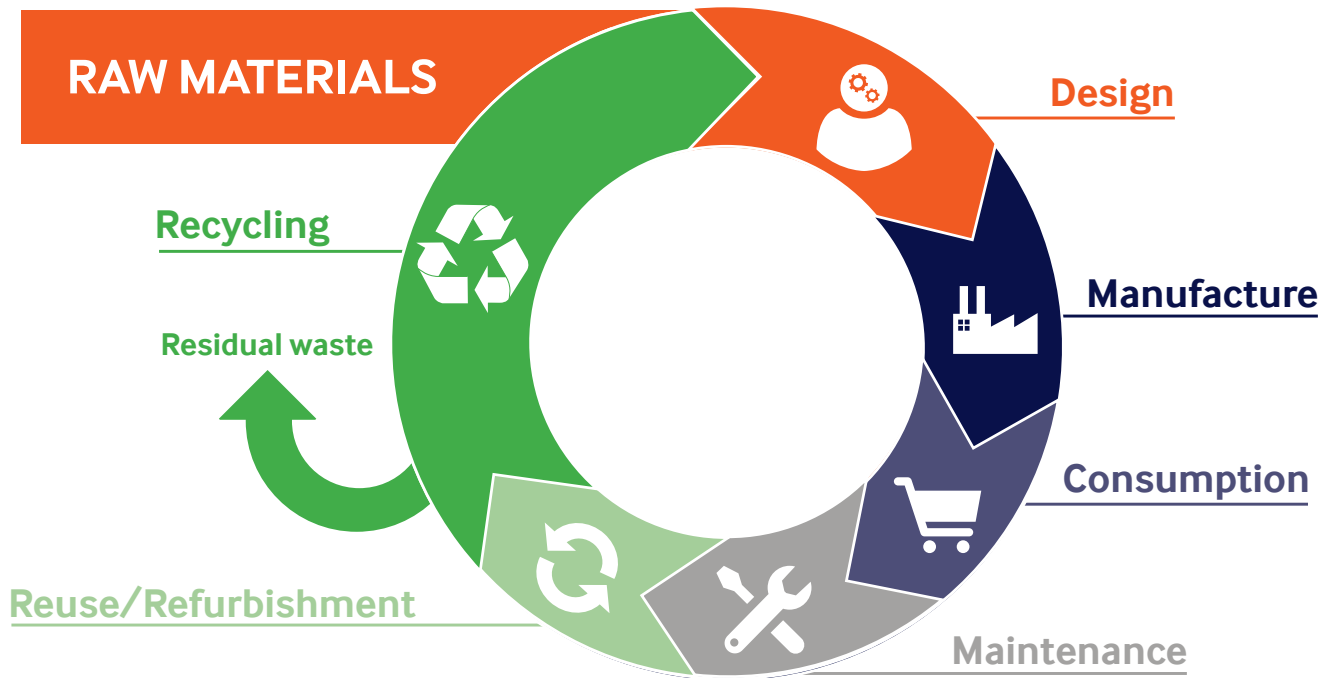 RAW MATERIALS
Design
Recycling
Manufacture
Residual waste
Consumption
Reuse/Refurbishment
Maintenance